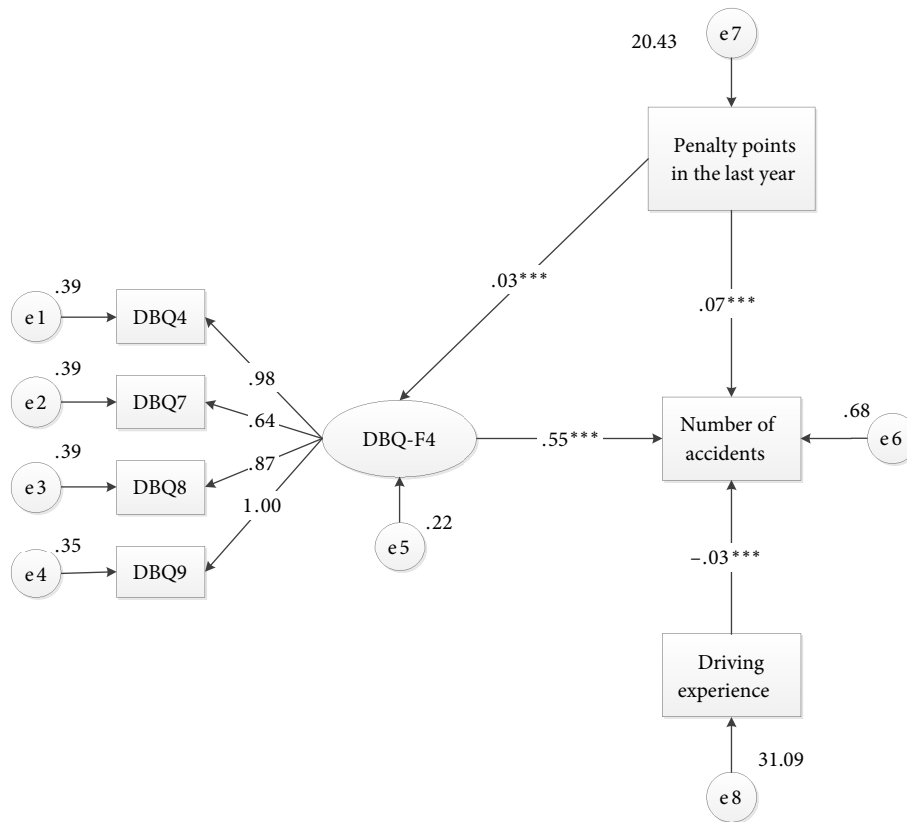 20.43
e7
Penalty points
in the last year
.03***
.07***
.39
e1
DBQ4
.98
.39
e2
DBQ7
.64
.39
e3
DBQ8
.87
1.00
.35
e4
DBQ9
DBQ-F4
.22
e5
.55***
Number of
accidents
.68
e6
–.03***
Driving
experience
31.09
e8